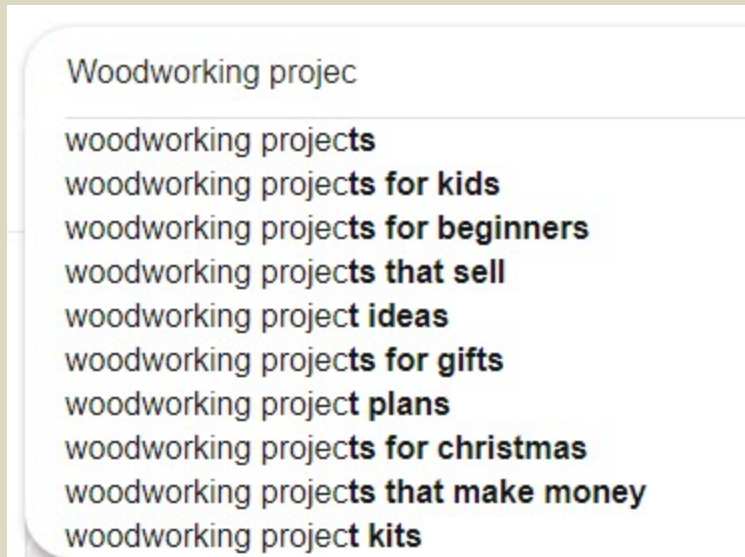 Woodworking projec
woodworking projects
woodworking projects for kids
woodworking projects for beginners
woodworking projects that sell
woodworking project ideas
woodworking projects for gifts
woodworking project plans
woodworking projects for christmas
woodworking projects that make money
woodworking project kits